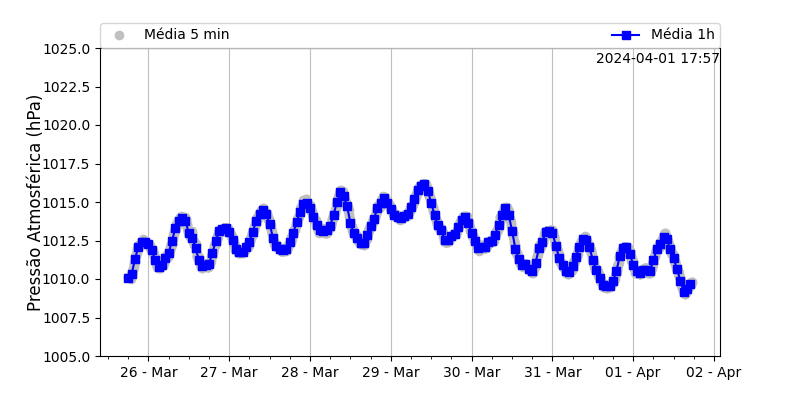 Média 5 min
Média 1h
2024-04-01 17:57
Pressão Atmosférica (hPa)
1025.0
1022.5
1020.0
1017.5
1015.0
1012.5
1010.0
1007.5
1005.0
26 - Mar
27 - Mar
28 - Mar
29 - Mar
30 - Mar
31 - Mar
01 - Apr
02 - Apr